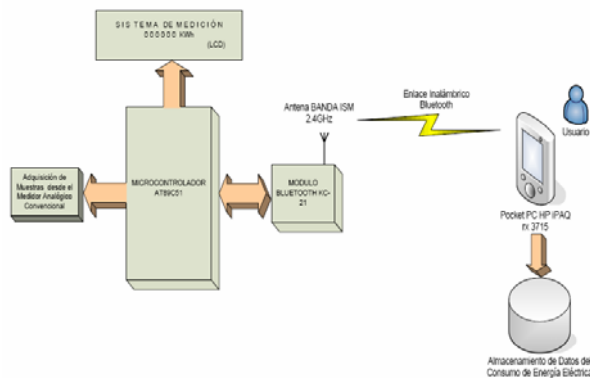 SISTEMA DE MEDICIÓN
000000 KWh
(LCD)
Antena BANDA ISM
2,4GHz
Enlace Inalámbrico
Bluetooth
Usuario
Adquisición de
Muestras desde el
Medidor Analógico
Convencional
MICROCONTROLADOR
AT89C51
MODULO
BLUETOOTH KC-
21
Pocket PC HP iPAQ
rx 3715
Almacenamiento de Datos del
Consumo de Energía Eléctrica